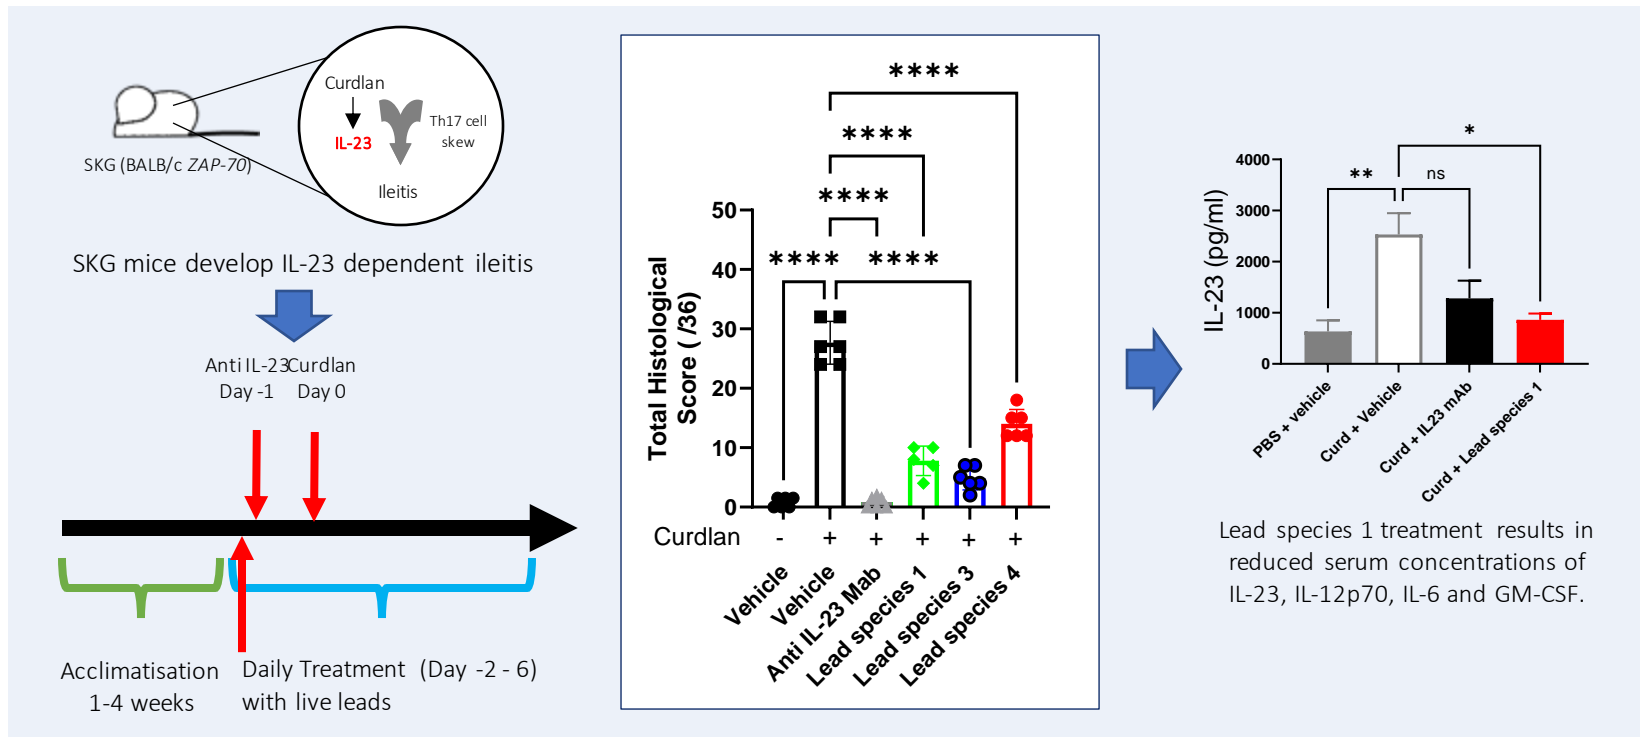 Curdlan
IL-23
Th17 cell
skew
Ileitis
SKG (BALB/c ZAP-70)
SKG mice develop IL-23 dependent ileitis
Anti IL-23
Day -1
Curdlan
Day 0
Acclimatisation
1-4 weeks
Daily Treatment (Day -2 - 6)
with live leads
****
****
****
**** ****
Total Histological
Score ( /36)
50
40
30
20
10
0
Curdlan - + + + + +
Vehicle
Vehicle
Anti IL-23 Mab
Lead species 1
Lead species 3
Lead species 4
*
** ns
IL-23 (pg/ml)
4000
3000
2000
1000
0
PBS + vehicle
Curd + Vehicle
Curd + IL23 mAb
Curd + Lead species 1
Lead species 1 treatment results in
reduced serum concentrations of
IL-23, IL-12p70, IL-6 and GM-CSF.